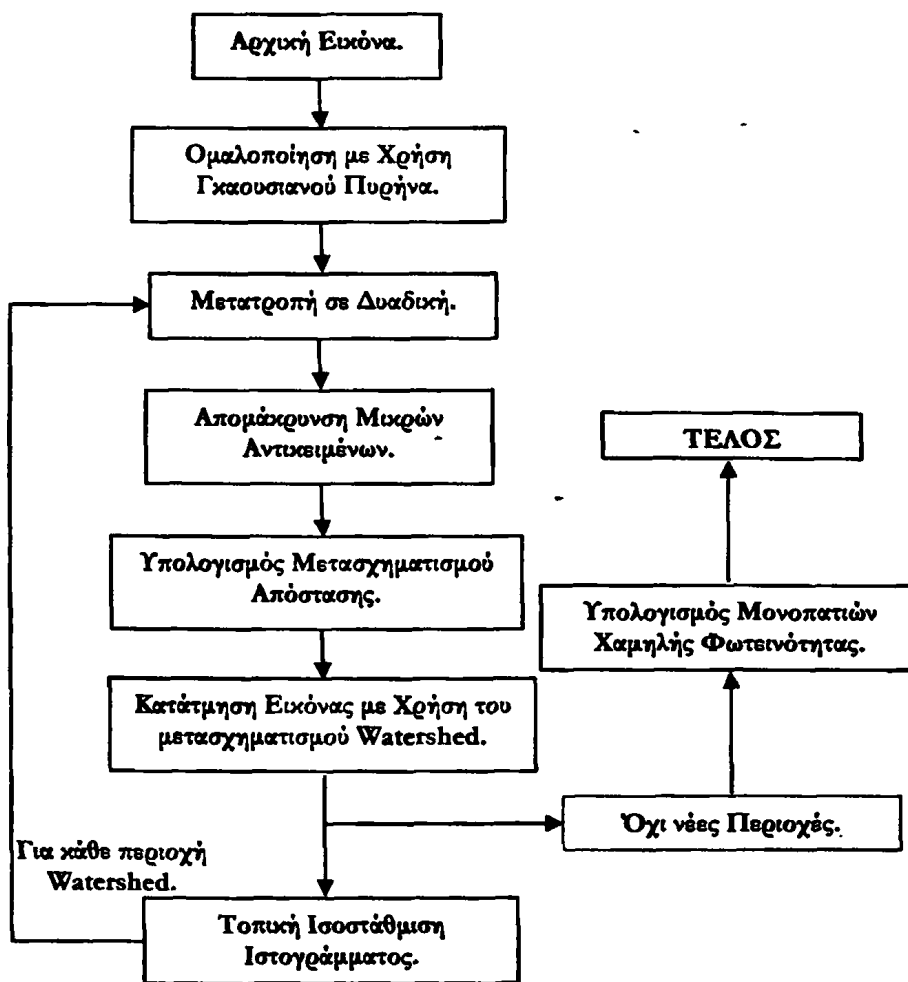 Αρχική Εικόνα.
Ομαλοποίηση με Χρήση
Γκαουσιανού Πυρήνα.
Μετατροπή σε Δυαδική.
Απομάκρυνση Μικρών
Αντικειμένων.
Υπολογισμός Μετασχηματισμού
Απόστασης.
Κατάτμηση Εικόνας με Χρήση του
μετασχηματισμού Watershed.
Για κάθε περιοχή
Watershed.
Τοπική Ισοστάθμιση
Ιστογράμματος.
Όχι νέες Περιοχές.
Υπολογισμός Μονοπατιών
Χαμηλής Φωτεινότητας.
ΤΕΛΟΣ